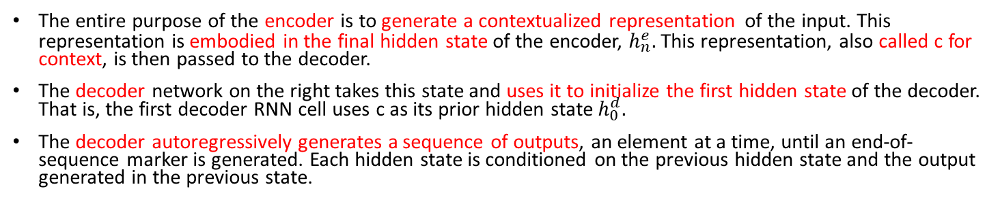 • The entire purpose of the encoder is to generate a contextualized representation of the input. This
representation is embodied in the final hidden state of the encoder, $h_n^e$. This representation, also called c for
context, is then passed to the decoder.
• The decoder network on the right takes this state and uses it to initialize the first hidden state of the decoder.
That is, the first decoder RNN cell uses c as its prior hidden state $h_0^d$.
• The decoder autoregressively generates a sequence of outputs, an element at a time, until an end-of-
sequence marker is generated. Each hidden state is conditioned on the previous hidden state and the output
generated in the previous state.